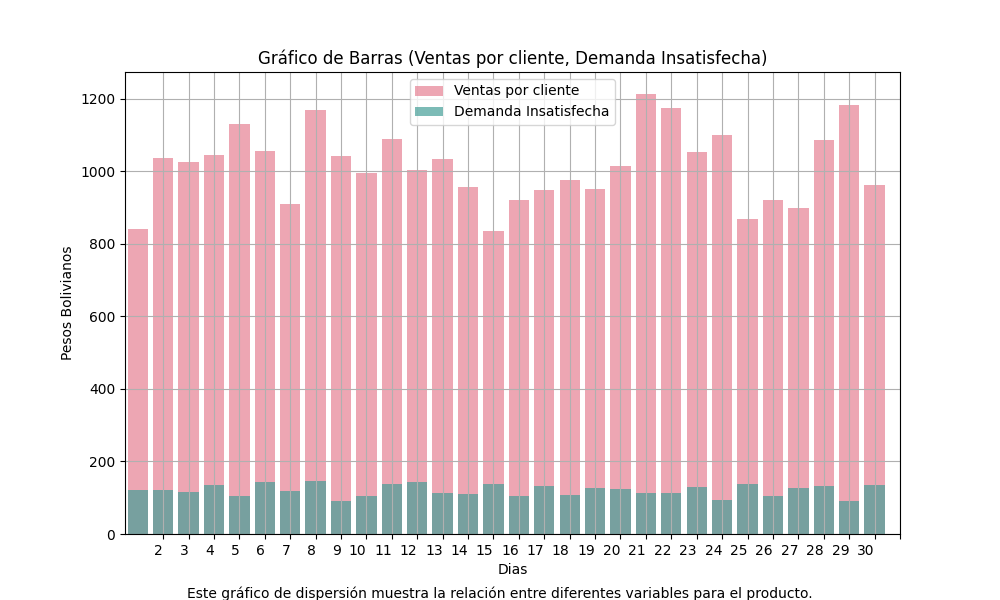 Gráfico de Barras (Ventas por cliente, Demanda Insatisfecha)
Ventas por cliente
Demanda Insatisfecha
1200
1000
800
600
400
200
0
Pesos Bolivianos
2 3 4 5 6 7 8 9 10 11 12 13 14 15 16 17 18 19 20 21 22 23 24 25 26 27 28 29 30
Dias
Este gráfico de dispersión muestra la relación entre diferentes variables para el producto.